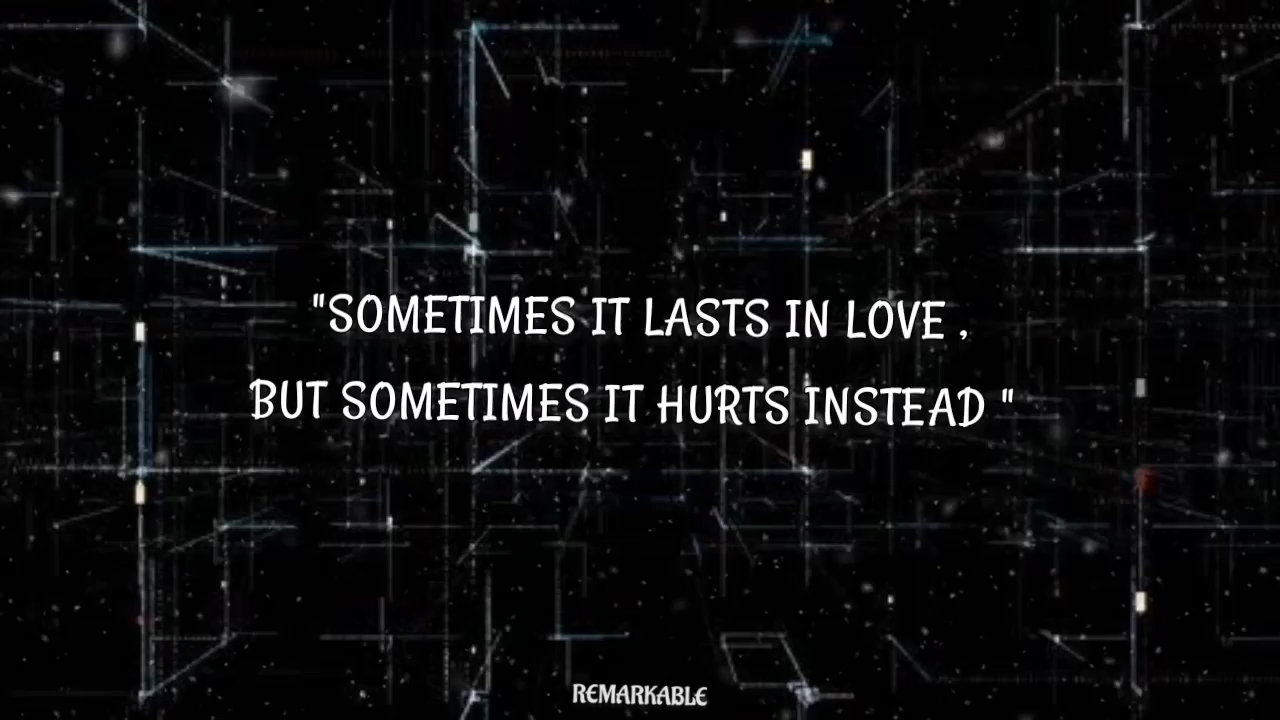 "SOMETIMES IT LASTS IN LOVE ,
BUT SOMETIMES IT HURTS INSTEAD "
REMARKABLE